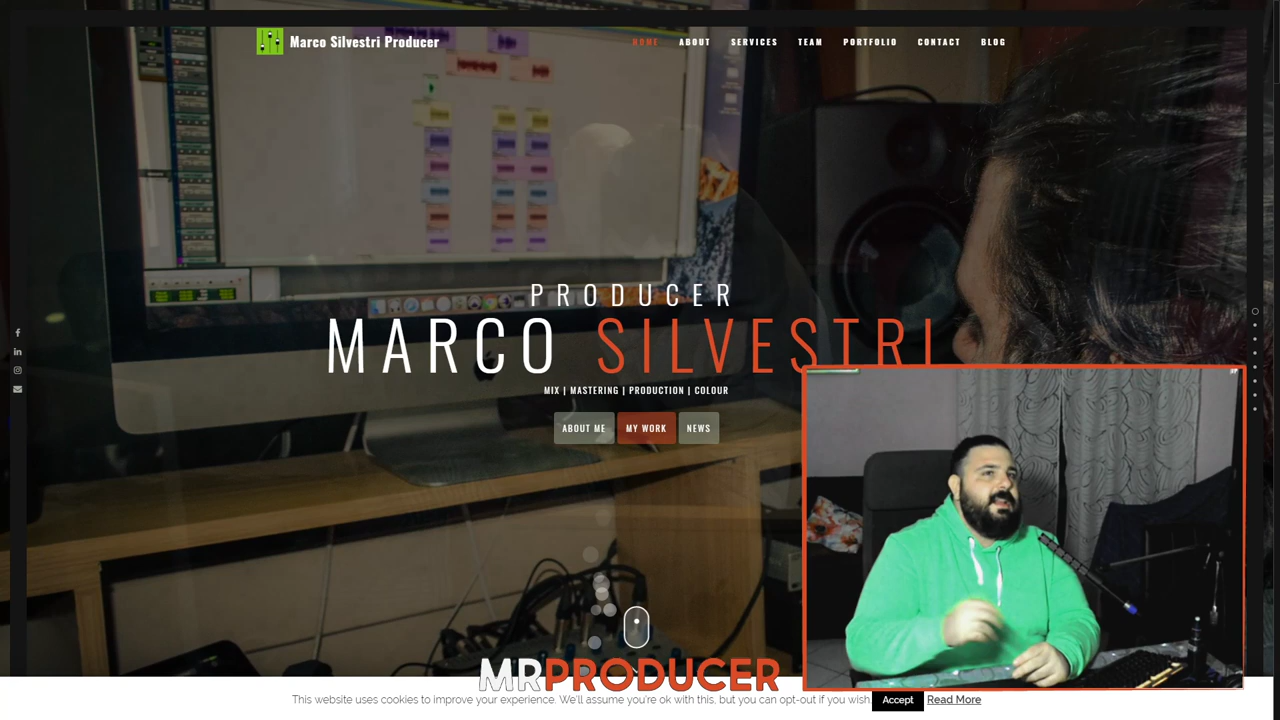 Marco Silvestri Producer
HOME ABOUT SERVICES TEAM PORTFOLIO CONTACT BLOG
PRODUCER
MARCO SILVESTRI
MIX | MASTERING | PRODUCTION | COLOUR
ABOUT ME MY WORK NEWS
MRPRODUCER
This website uses cookies to improve your experience. We'll assume you're ok with this, but you can opt-out if you wish. Accept Read More